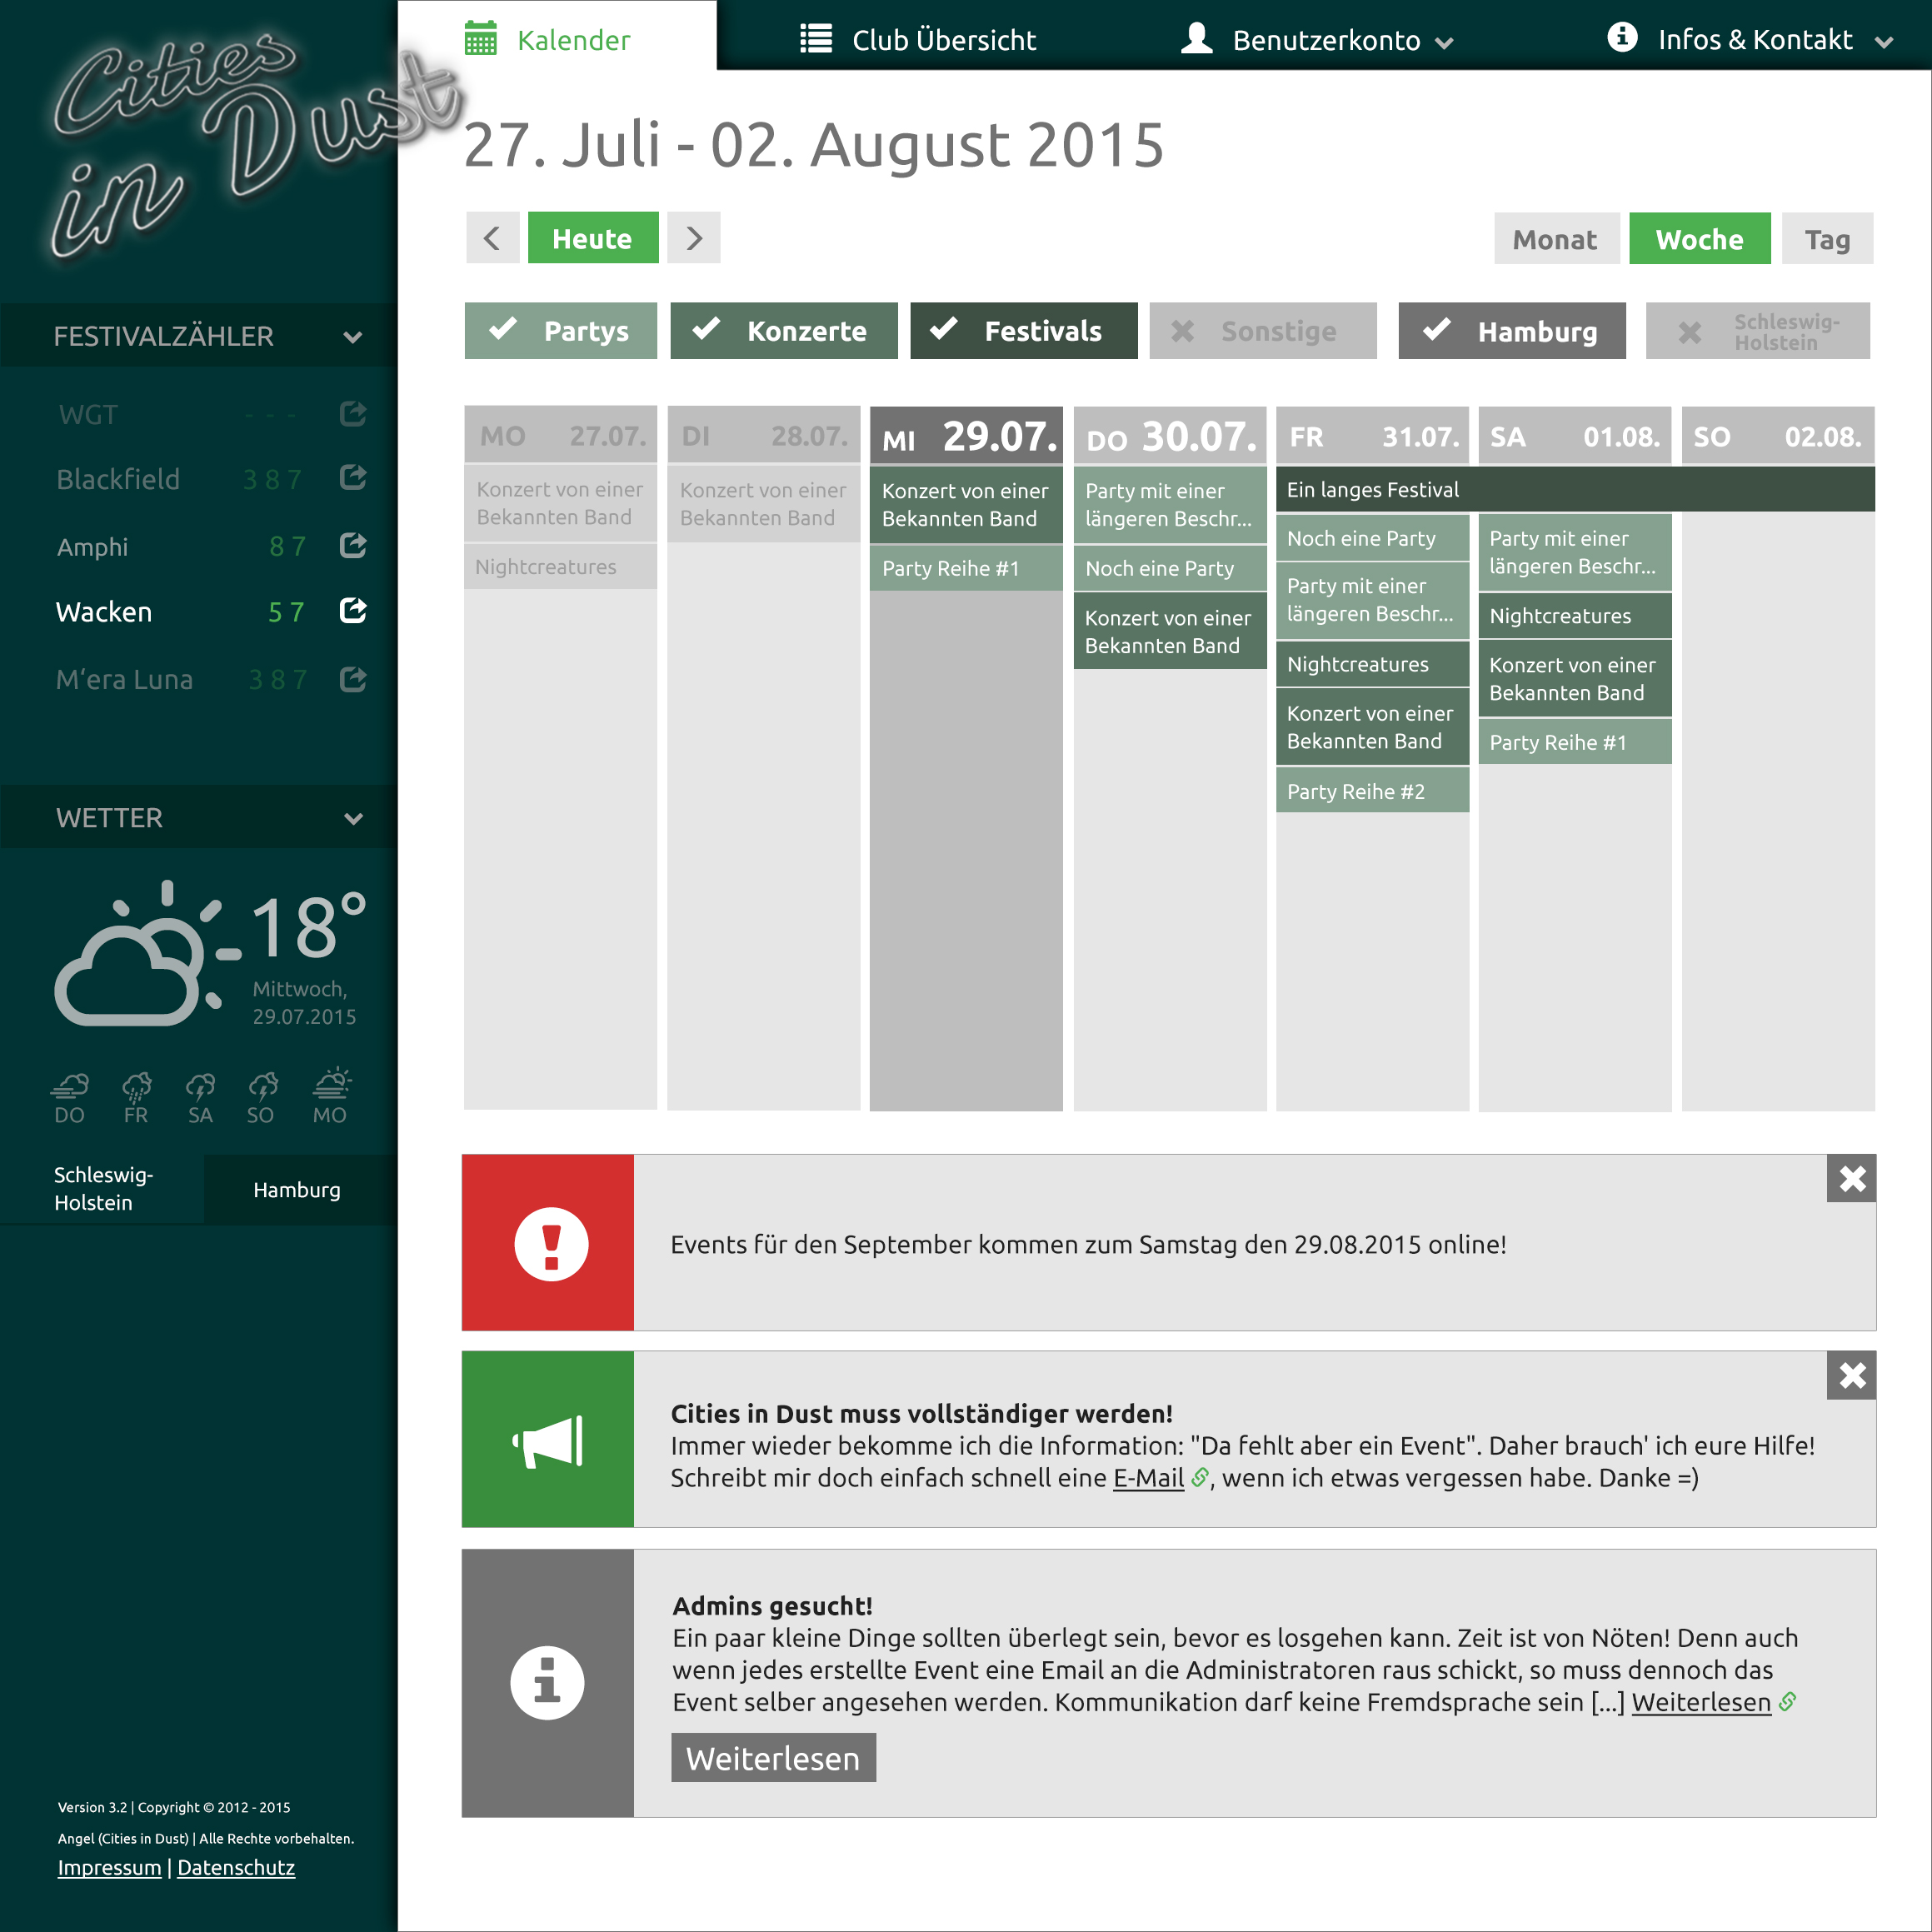 Cities
in Dust
Kalender
Club Übersicht
Benutzerkonto
Infos & Kontakt
27. Juli - 02. August 2015
< Heute >
Monat Woche Tag
Partys Konzerte Festivals Sonstige Hamburg Schleswig-
Holstein
FESTIVALZÄHLER
WGT - - -
Blackfield 387
Amphi 87
Wacken 57
M‘era Luna 387
WETTER
18°
Mittwoch,
29.07.2015
DO FR SA SO MO
Schleswig-
Holstein
Hamburg
MO 27.07.
Konzert von einer
Bekannten Band
Nightcreatures
DI 28.07.
Konzert von einer
Bekannten Band
MI 29.07.
Konzert von einer
Bekannten Band
Party Reihe #1
DO 30.07.
Party mit einer
längeren Beschr...
Noch eine Party
Konzert von einer
Bekannten Band
FR 31.07.
Ein langes Festival
Noch eine Party
Party mit einer
längeren Beschr...
Nightcreatures
Konzert von einer
Bekannten Band
Party Reihe #2
SA 01.08.
Party mit einer
längeren Beschr...
Nightcreatures
Konzert von einer
Bekannten Band
Party Reihe #1
SO 02.08.
Events für den September kommen zum Samstag den 29.08.2015 online!
Cities in Dust muss vollständiger werden!
Immer wieder bekomme ich die Information: "Da fehlt aber ein Event". Daher brauch' ich eure Hilfe!
Schreibt mir doch einfach schnell eine E-Mail , wenn ich etwas vergessen habe. Danke =)
Admins gesucht!
Ein paar kleine Dinge sollten überlegt sein, bevor es losgehen kann. Zeit ist von Nöten! Denn auch
wenn jedes erstellte Event eine Email an die Administratoren raus schickt, so muss dennoch das
Event selber angesehen werden. Kommunikation darf keine Fremdsprache sein [...] Weiterlesen
Weiterlesen
Version 3.2 | Copyright © 2012 - 2015
Angel (Cities in Dust) | Alle Rechte vorbehalten.
Impressum | Datenschutz